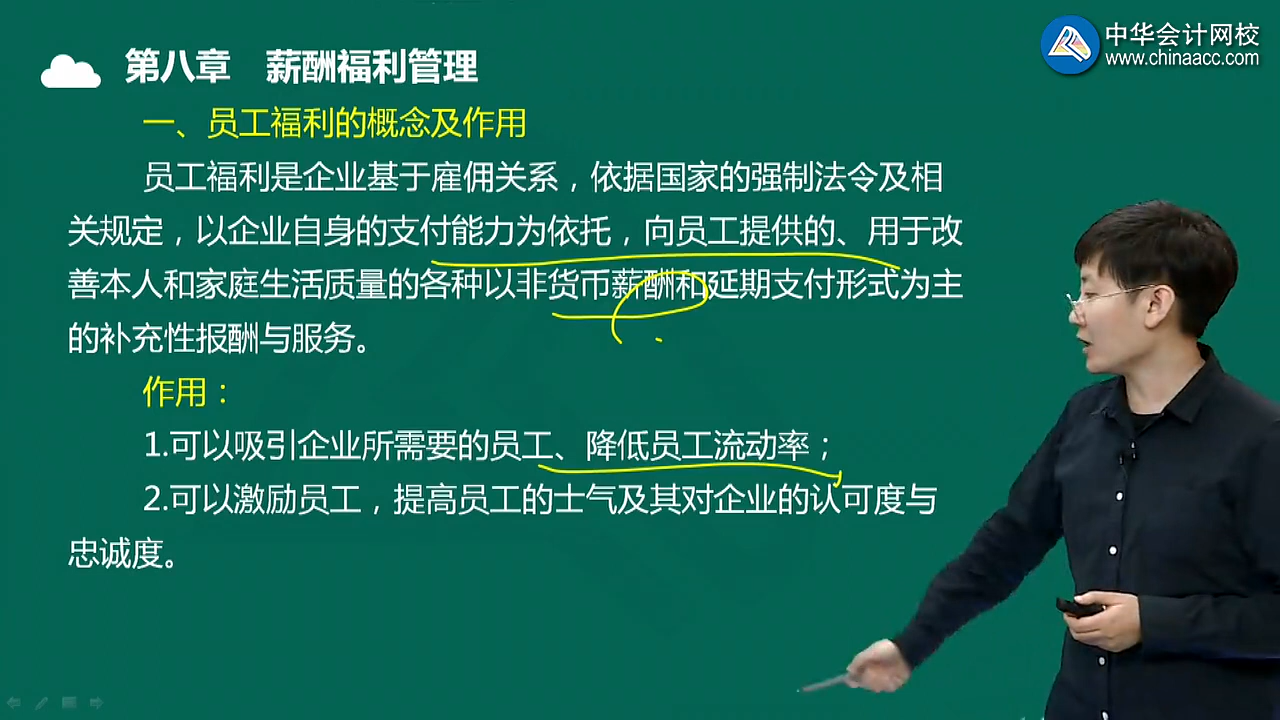 中华会计网校
www.chinaacc.com
第八章 薪酬福利管理
一、员工福利的概念及作用
员工福利是企业基于雇佣关系，依据国家的强制法令及相
关规定，以企业自身的支付能力为依托，向员工提供的、用于改
善本人和家庭生活质量的各种以非货币薪酬和延期支付形式为主
的补充性报酬与服务。
作用：
1.可以吸引企业所需要的员工、降低员工流动率；
2.可以激励员工，提高员工的士气及其对企业的认可度与
忠诚度。